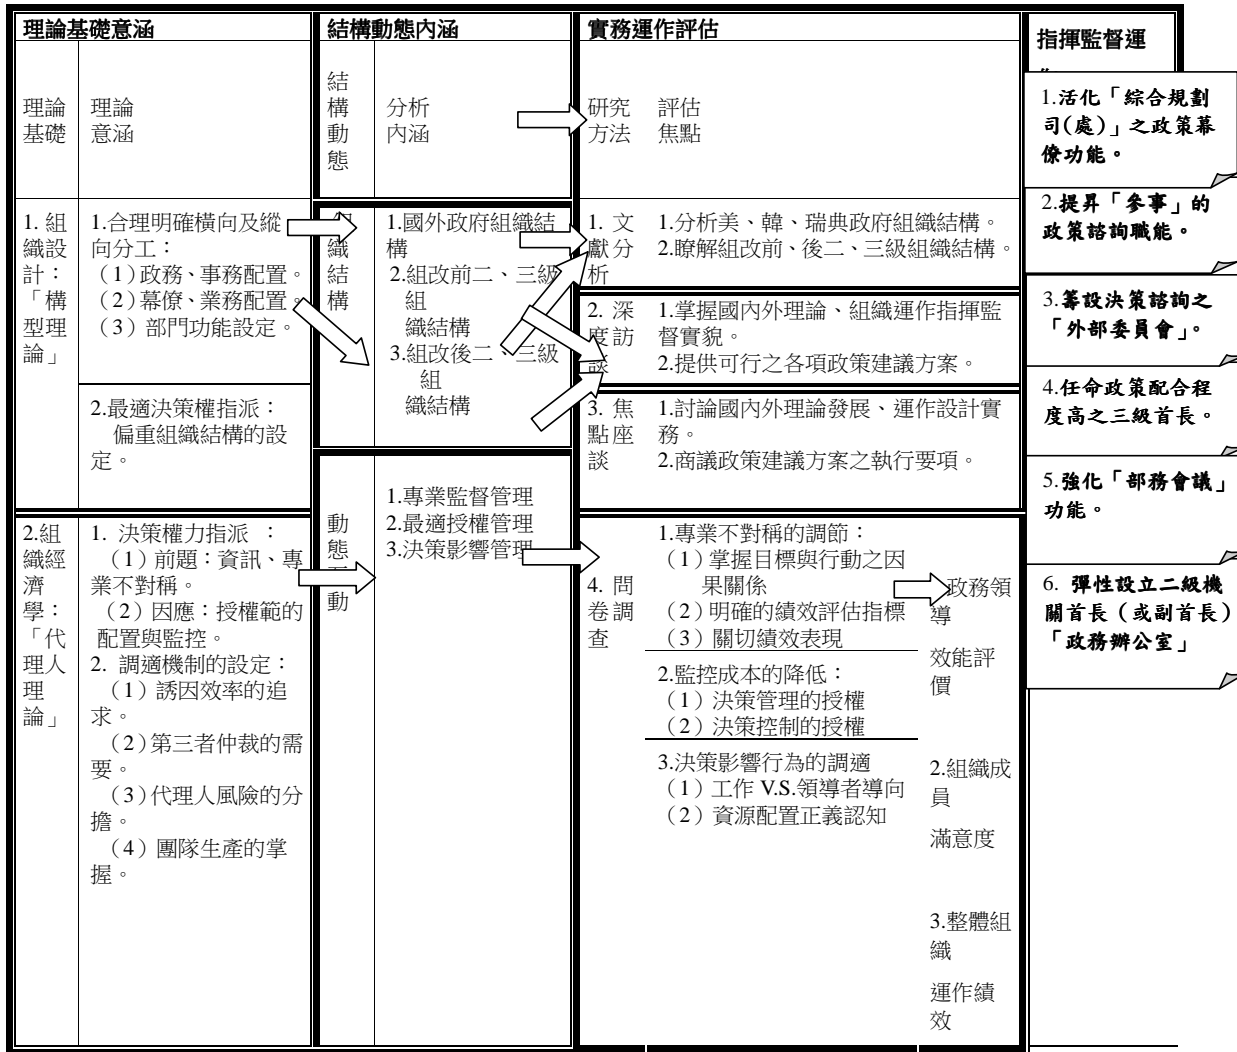 理論基礎意涵
結構動態內涵
實務運作評估
指揮監督運
理論
基礎
理論
意涵
結
構
動
態
分析
內涵
研究
方法
評估
焦點
1. 組
織設
計：
「構
型理
論」
1.合理明確橫向及縱
向分工：
（1）政務、事務配置。
（2）幕僚、業務配置。
（3）部門功能設定。
2.最適決策權指派：
偏重組織結構的設
定。
織
結
構
1.國外政府組織結
構
2.組改前二、三級
組
織結構
3.組改後二、三級
組
織結構
1. 文
獻分
析
1.分析美、韓、瑞典政府組織結構。
2.瞭解組改前、後二、三級組織結構。
2. 深
度訪
談
1.掌握國內外理論、組織運作指揮監
督實貌。
2.提供可行之各項政策建議方案。
3. 焦
點座
談
1.討論國內外理論發展、運作設計實
務。
2.商議政策建議方案之執行要項。
2.組
織經
濟
學：
「代
理人
理
論」
1. 決策權力指派 ：
（1）前題：資訊、專
業不對稱。
（2）因應：授權範的
配置與監控。
2. 調適機制的設定：
（1）誘因效率的追
求。
（2）第三者仲裁的需
要。
（3）代理人風險的分
擔。
（4）團隊生產的掌
握。
動
態
動
1.專業監督管理
2.最適授權管理
3.決策影響管理
4. 問
卷調
查
1.專業不對稱的調節：
（1）掌握目標與行動之因
果關係
（2）明確的績效評估指標
（3）關切績效表現
2.監控成本的降低：
（1）決策管理的授權
（2）決策控制的授權
3.決策影響行為的調適
（1）工作 V.S.領導者導向
（2）資源配置正義認知
政務領
導
效能評
價
2.組織成
員
滿意度
3.整體組
織
運作績
效
1.活化「綜合規劃
司(處)」之政策幕
僚功能。
2.提昇「參事」的
政策諮詢職能。
3.籌設決策諮詢之
「外部委員會」。
4.任命政策配合程
度高之三級首長。
5.強化「部務會議」
功能。
6. 彈性設立二級機
關首長（或副首長）
「政務辦公室」